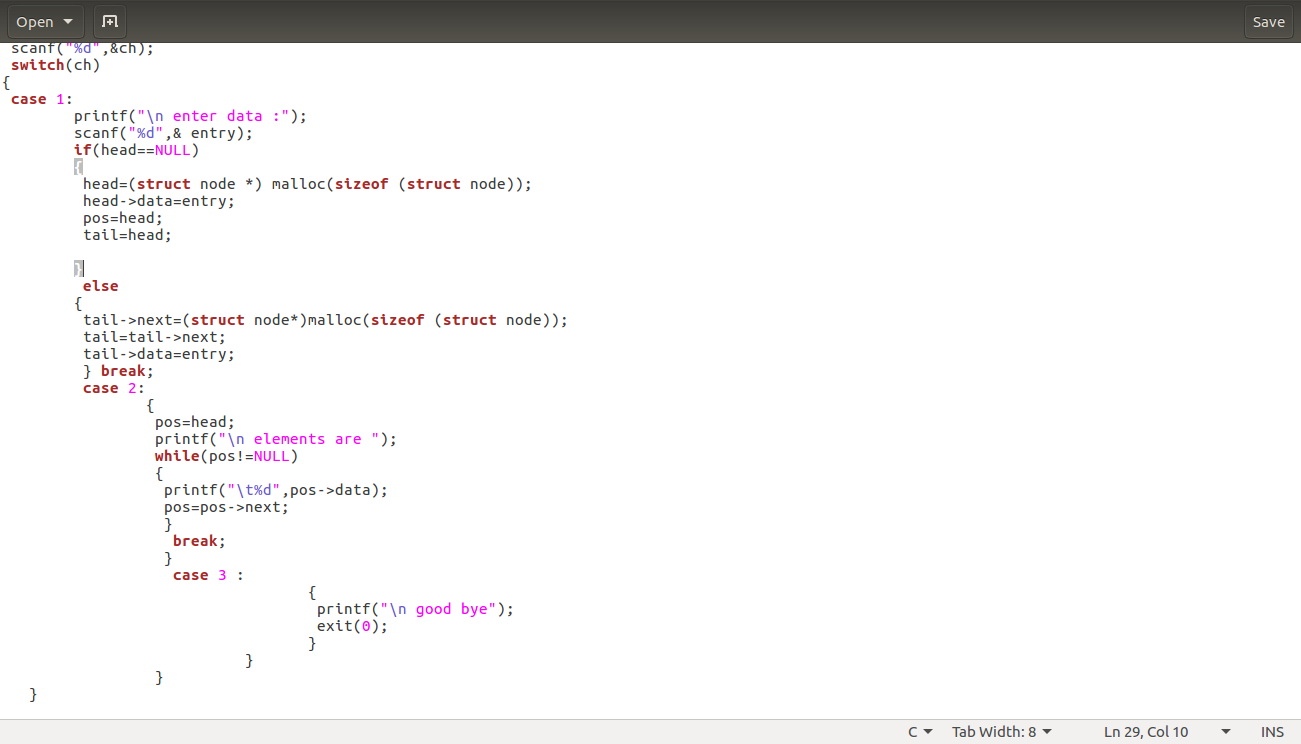 Open Save
scanf("%d",&ch);
switch(ch)
{
case 1:
printf("\n enter data :");
scanf("%d",& entry);
if(head==NULL)
{
head=(struct node *) malloc(sizeof (struct node));
head->data=entry;
pos=head;
tail=head;
}
else
{
tail->next=(struct node*)malloc(sizeof (struct node));
tail=tail->next;
tail->data=entry;
} break;
case 2:
{
pos=head;
printf("\n elements are ");
while(pos!=NULL)
{
printf("\t%d",pos->data);
pos=pos->next;
}
break;
}
case 3 :
{
printf("\n good bye");
exit(0);
}
}
}
}
C Tab Width: 8 Ln 29, Col 10 INS